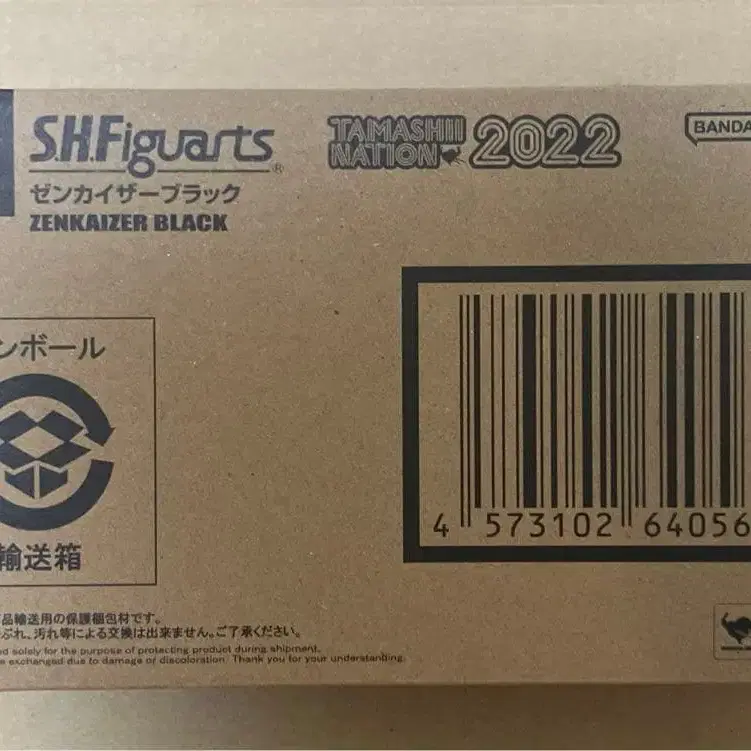 S.H.Figuarts®
ゼンカイザーブラック
ZENKAIZER BLACK
TAMASHII
NATION 2022
BANDA
ンボール
輸送箱
4 573102 64056
品輸送用の保護梱包材です。
ぶれ、汚れ等による交換は出来ません。ご了承ください。
ed solely for the purpose of protecting product during shipment.
e exchanged due to damage or discoloration. Thank you for your understanding.